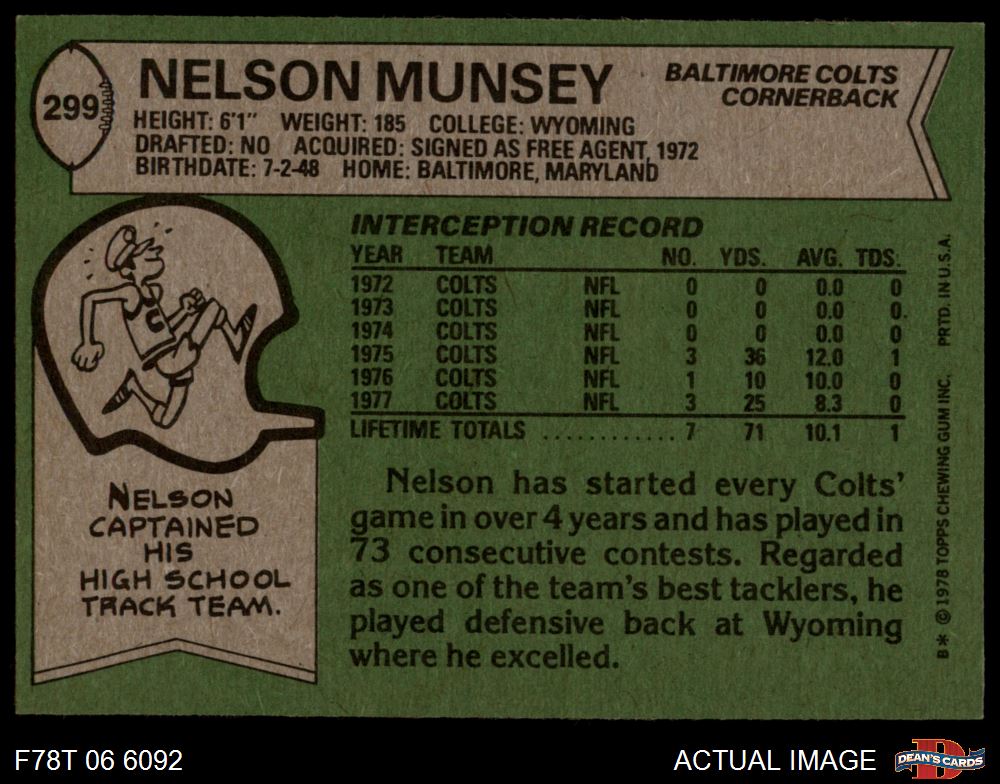 299
NELSON MUNSEY
BALTIMORE COLTS
CORNERBACK
HEIGHT: 6'1" WEIGHT: 185 COLLEGE: WYOMING
DRAFTED: NO ACQUIRED: SIGNED AS FREE AGENT, 1972
BIRTHDATE: 7-2-48 HOME: BALTIMORE, MARYLAND
C
NELSON
CAPTAINED
HIS
HIGH SCHOOL
TRACK TEAM.
INTERCEPTION RECORD
YEAR TEAM NO. YDS. AVG. TDS.
1972 COLTS NFL 0 0 0.0 0
1973 COLTS NFL 0 0 0.0 0
1974 COLTS NFL 0 0 0.0 0
1975 COLTS NFL 3 36 12.0 1
1976 COLTS NFL 1 10 10.0 0
1977 COLTS NFL 3 25 8.3 0
LIFETIME TOTALS ............ 7 71 10.1 1
Nelson has started every Colts'
game in over 4 years and has played in
73 consecutive contests. Regarded
as one of the team's best tacklers, he
played defensive back at Wyoming
where he excelled.
B* © 1978 TOPPS CHEWING GUM INC. PRTD. IN U.S.A.
F78T 06 6092
ACTUAL IMAGE
D
DEAN'S CARDS